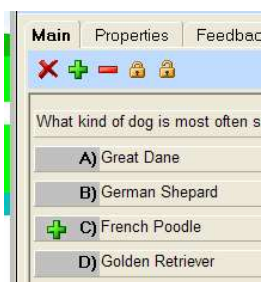 Main Properties Feedbac
What kind of dog is most often s
A) Great Dane
B) German Shepard
C) French Poodle
D) Golden Retriever